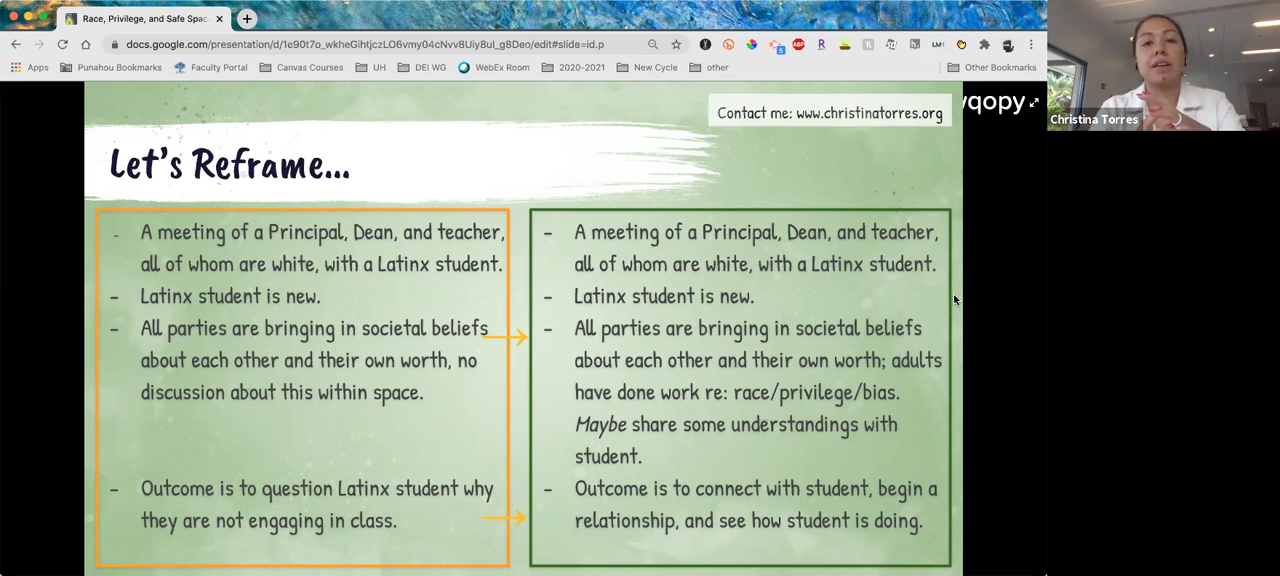 Race, Privilege, and Safe Spac
docs.google.com/presentation/d/1e90t7o_wkheGihtjczLO6vmy04cNvv8Uiy8ul_g8Deo/edit#slide=id.p
Apps Punahou Bookmarks Faculty Portal Canvas Courses UH DEI WG WebEx Room 2020-2021 New Cycle other Other Bookmarks
Contact me: www.christinatorres.org
vqopy
Christina Torres
Let's Reframe...
- A meeting of a Principal, Dean, and teacher,
all of whom are white, with a Latinx student.
- Latinx student is new.
- All parties are bringing in societal beliefs
about each other and their own worth, no
discussion about this within space.
- Outcome is to question Latinx student why
they are not engaging in class.
- A meeting of a Principal, Dean, and teacher,
all of whom are white, with a Latinx student.
- Latinx student is new.
- All parties are bringing in societal beliefs
about each other and their own worth; adults
have done work re: race/privilege/bias.
Maybe share some understandings with
student.
- Outcome is to connect with student, begin a
relationship, and see how student is doing.